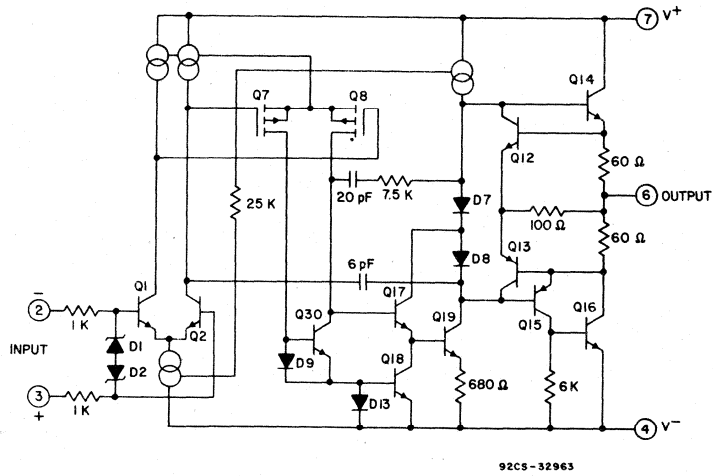 7 V+
Q14
Q7 Q8
Q12
60 Ω
6 OUTPUT
20 pF 7.5 K
D7
25 K
100 Ω
60 Ω
Q13
6 pF
D8
Q1
Q17
Q30
Q19
Q15
Q16
− 2
1 K
Q2
D1
Q18
INPUT
D9
D2
680 Ω
6 K
3 +
1 K
D13
4 V−
92CS-32963